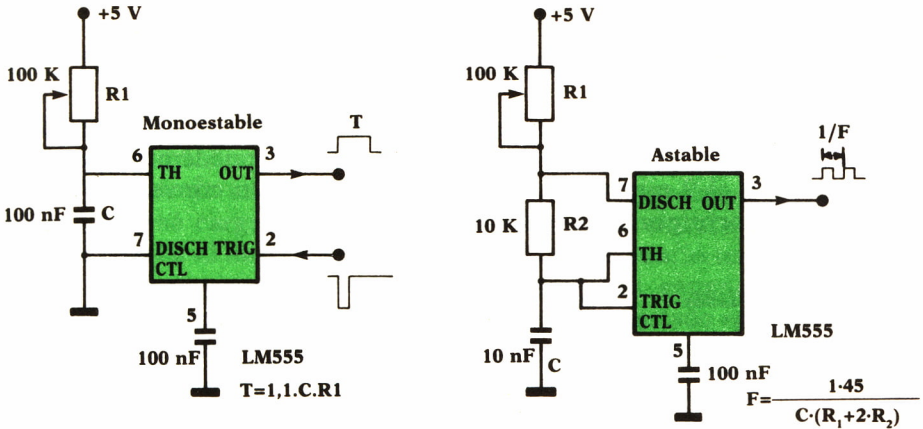 +5 V
100 K
R1
Monoestable
T
6
3
TH
OUT
100 nF
C
7
DISCH
TRIG
2
CTL
5
100 nF
LM555
T=1,1.C.R1
+5 V
100 K
R1
Astable
1/F
7
3
DISCH
OUT
10 K
R2
6
TH
2
TRIG
CTL
10 nF
C
5
LM555
100 nF
F= 1·45
C·(R₁+2·R₂)